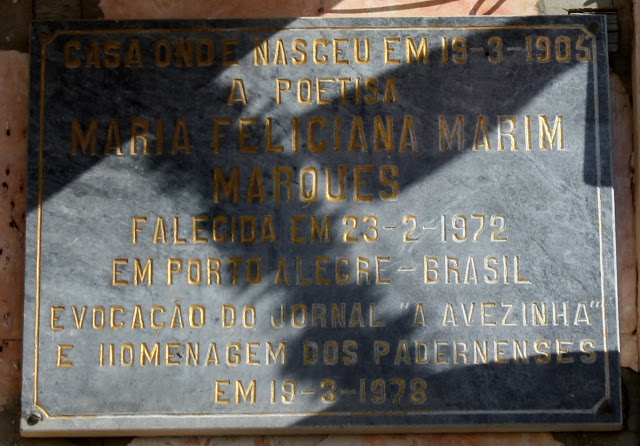 CASA ONDE NASCEU EM 19-3-1905
A POETISA
MARIA FELICIANA MARIM
MARQUES
FALECIDA EM 23-2-1972
EM PORTO ALEGRE-BRASIL
EVOCAÇÃO DO JORNAL "A AVEZINHA"
E HOMENAGEM DOS PADERNENSES
EM 19-3-1978